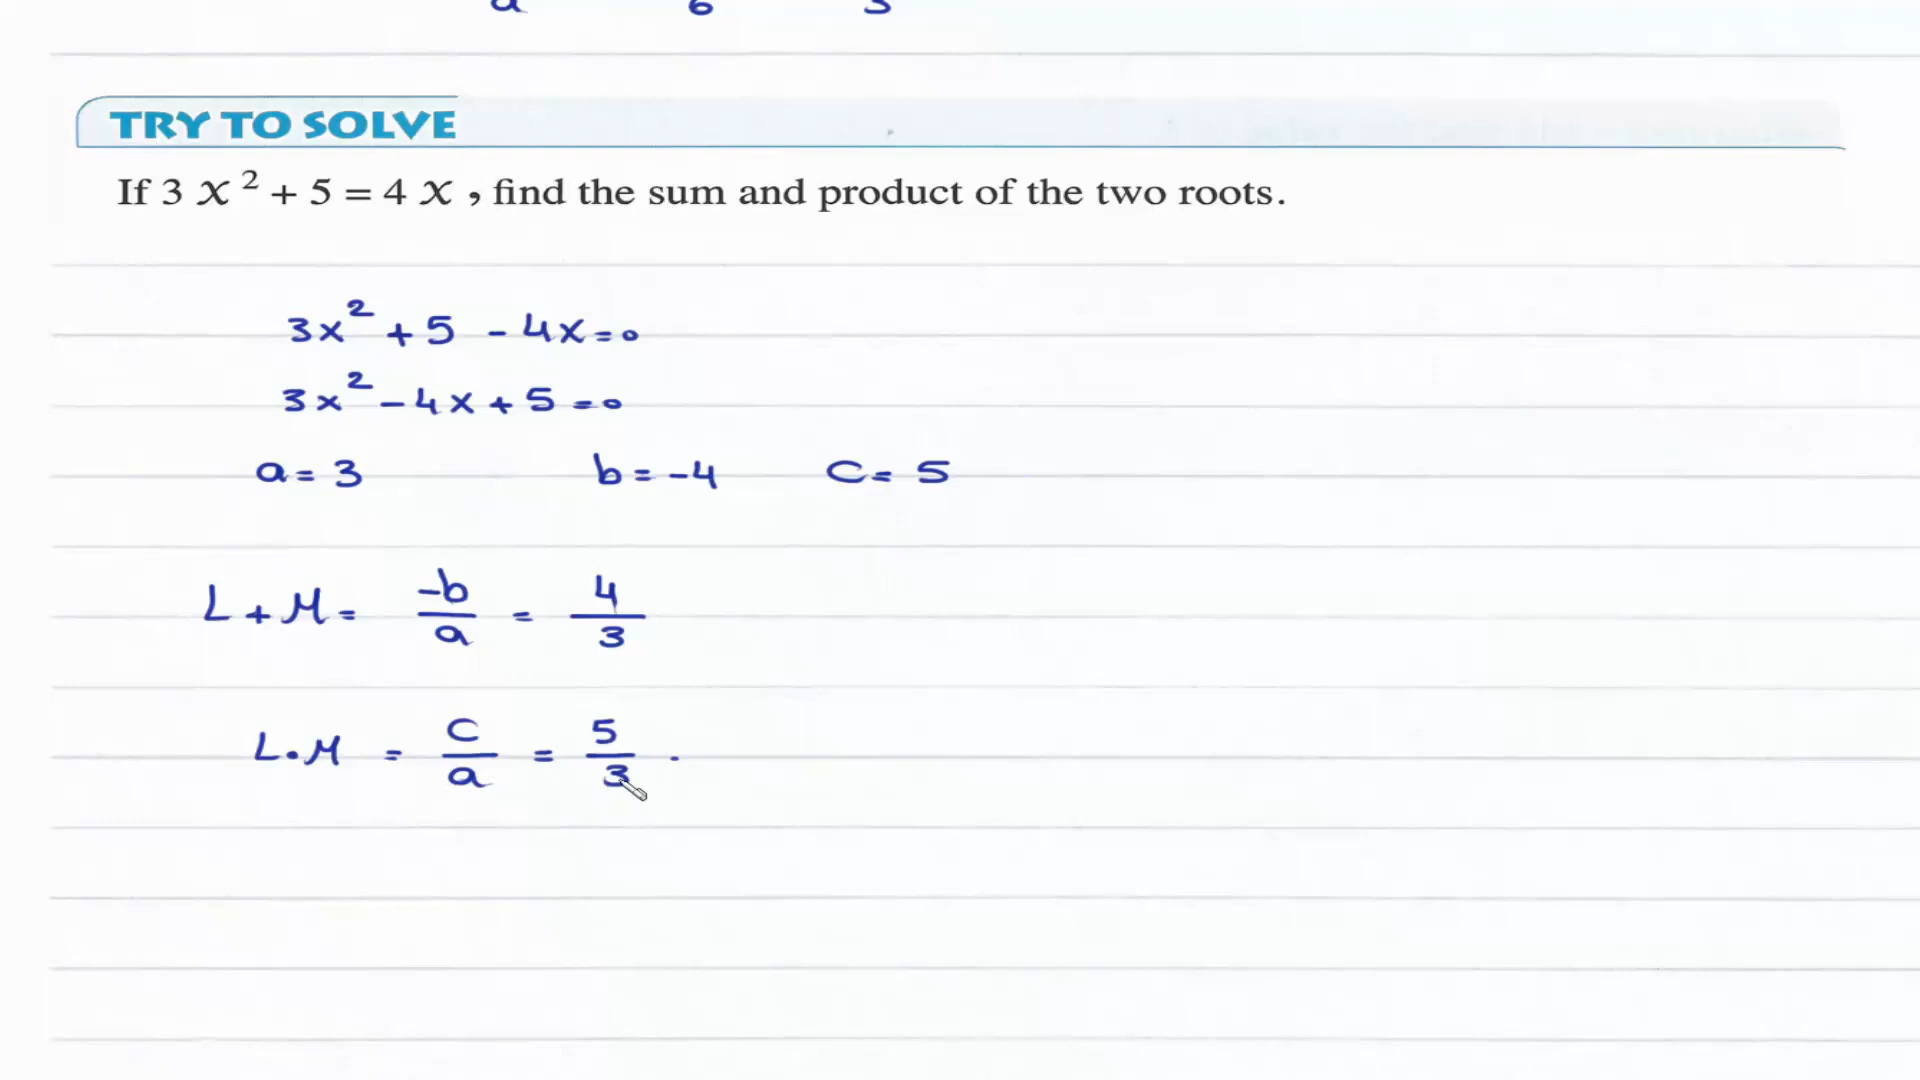 TRY TO SOLVE
If 3 x² + 5 = 4 x , find the sum and product of the two roots.
3x² + 5 - 4x = 0
3x² - 4x + 5 = 0
a = 3 b = -4 C = 5
L + M = -b/a = 4/3
L . M = C/a = 5/3 .